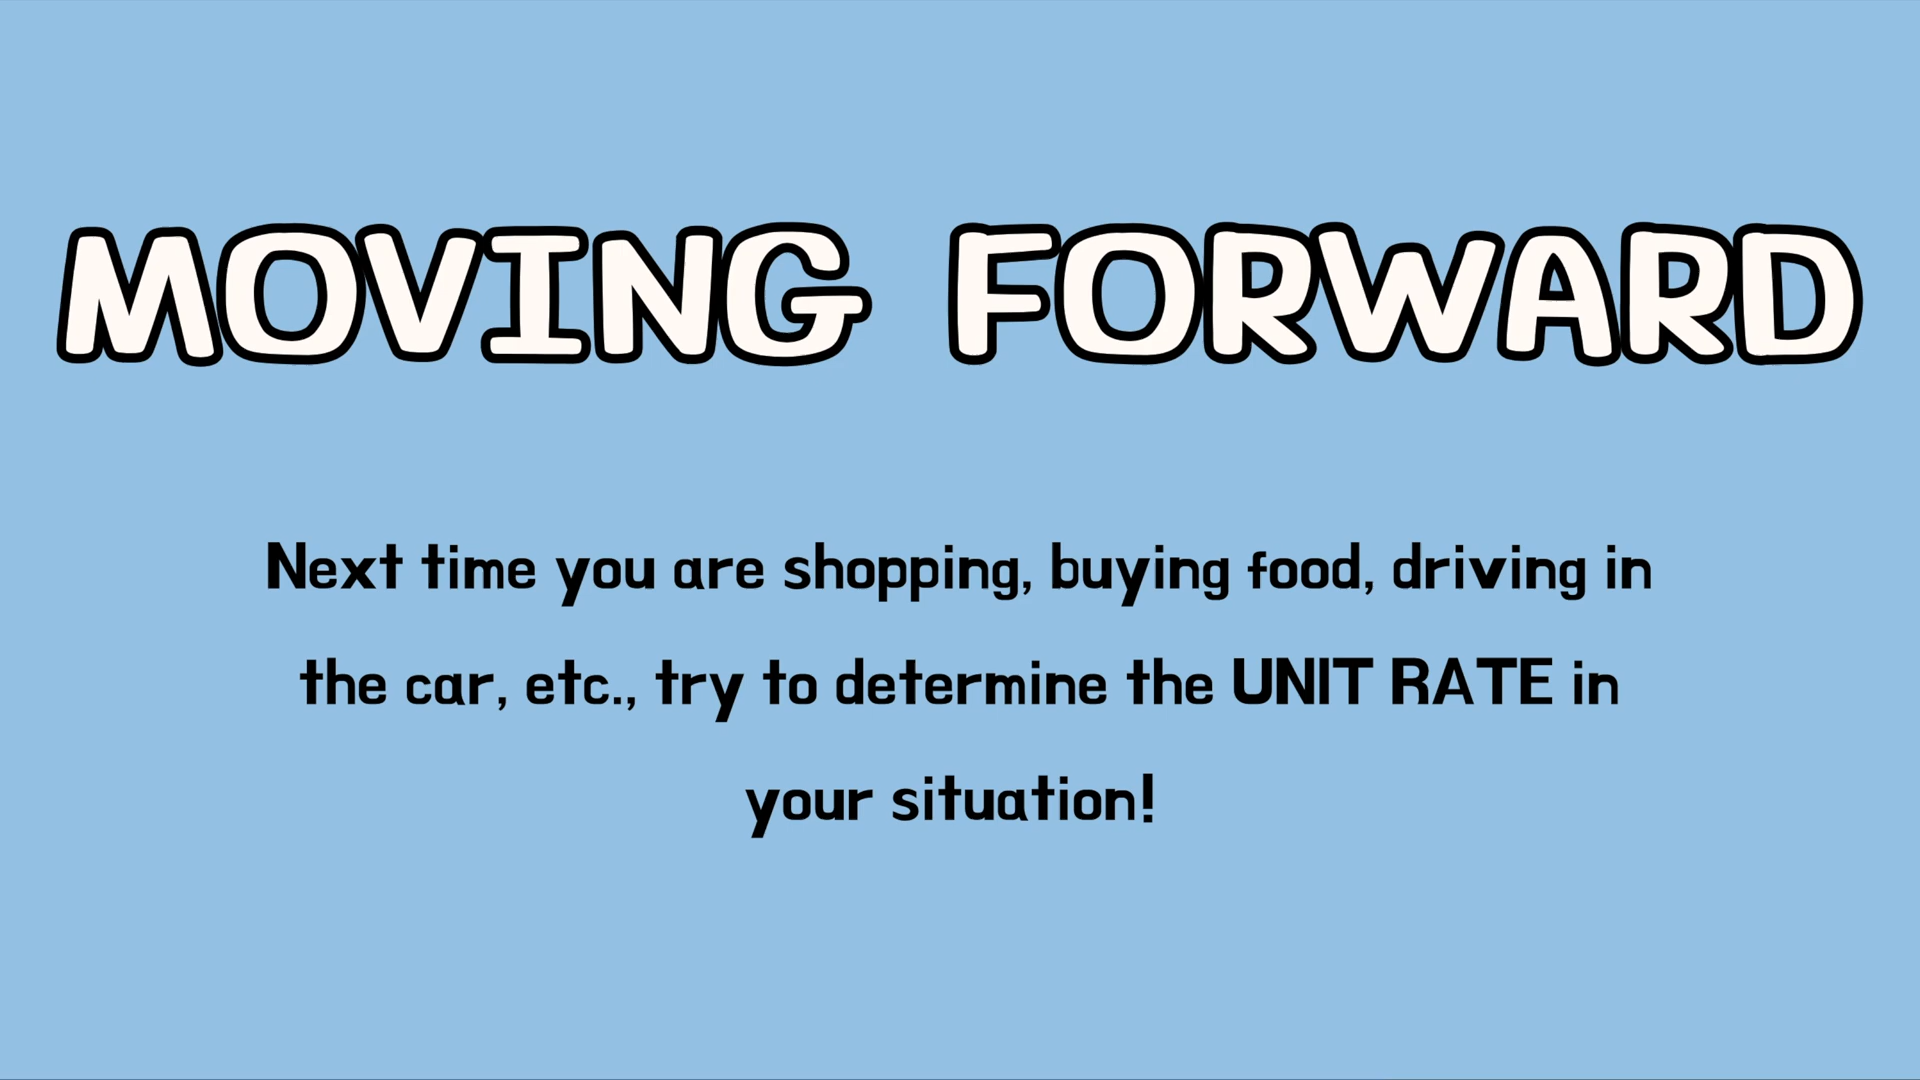 MOVING FORWARD
Next time you are shopping, buying food, driving in
the car, etc., try to determine the UNIT RATE in
your situation!